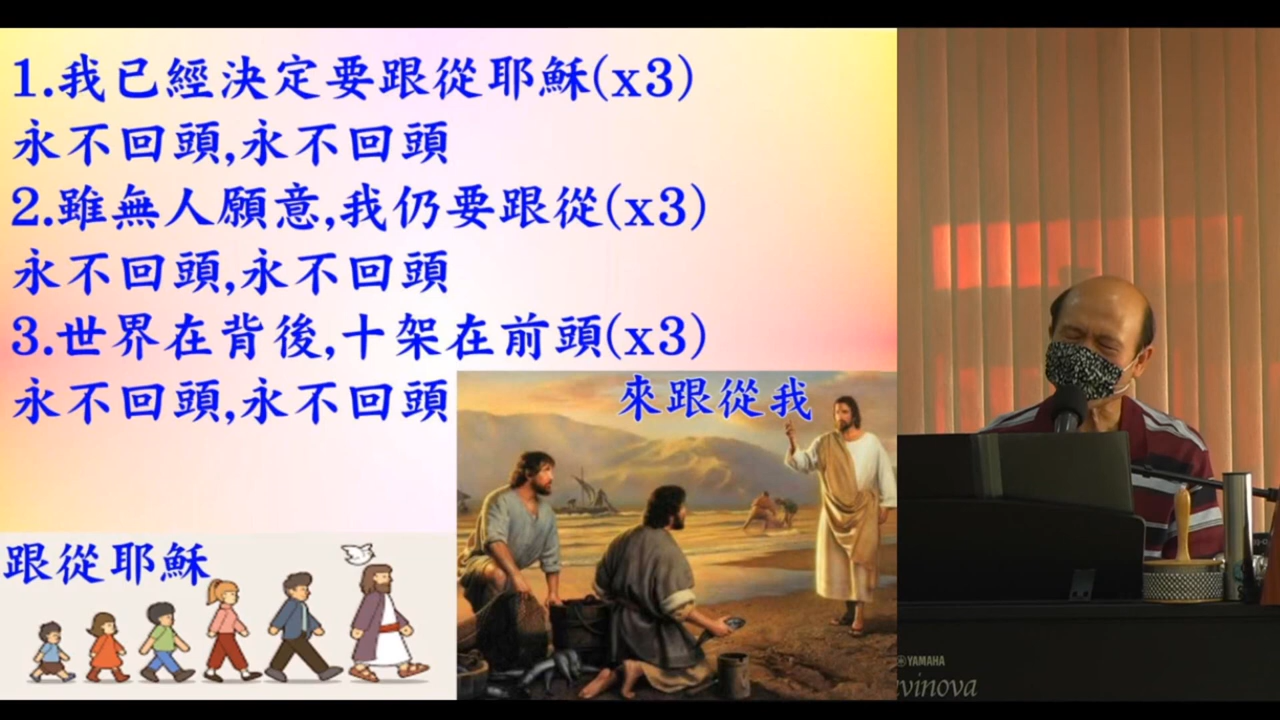 1.我已經決定要跟從耶穌(x3)
永不回頭,永不回頭
2.雖無人願意,我仍要跟從(x3)
永不回頭,永不回頭
3.世界在背後,十架在前頭(x3)
永不回頭,永不回頭
來跟從我
跟從耶穌
YAMAHA
vinova